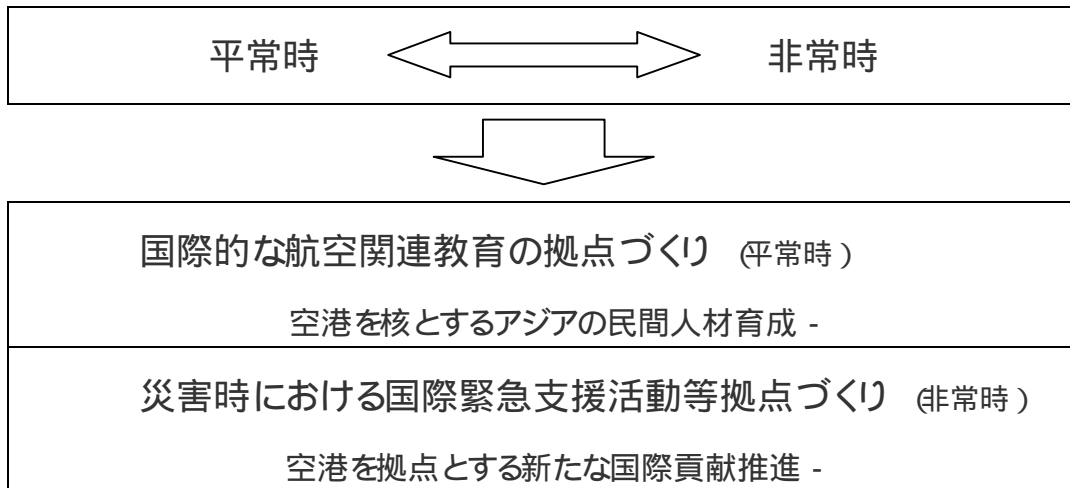 平常時 非常時
国際的な航空関連教育の拠点づくり (平常時)
空港を核とするアジアの民間人材育成 -
災害時における国際緊急支援活動等拠点づくり (非常時)
空港を拠点とする新たな国際貢献推進 -